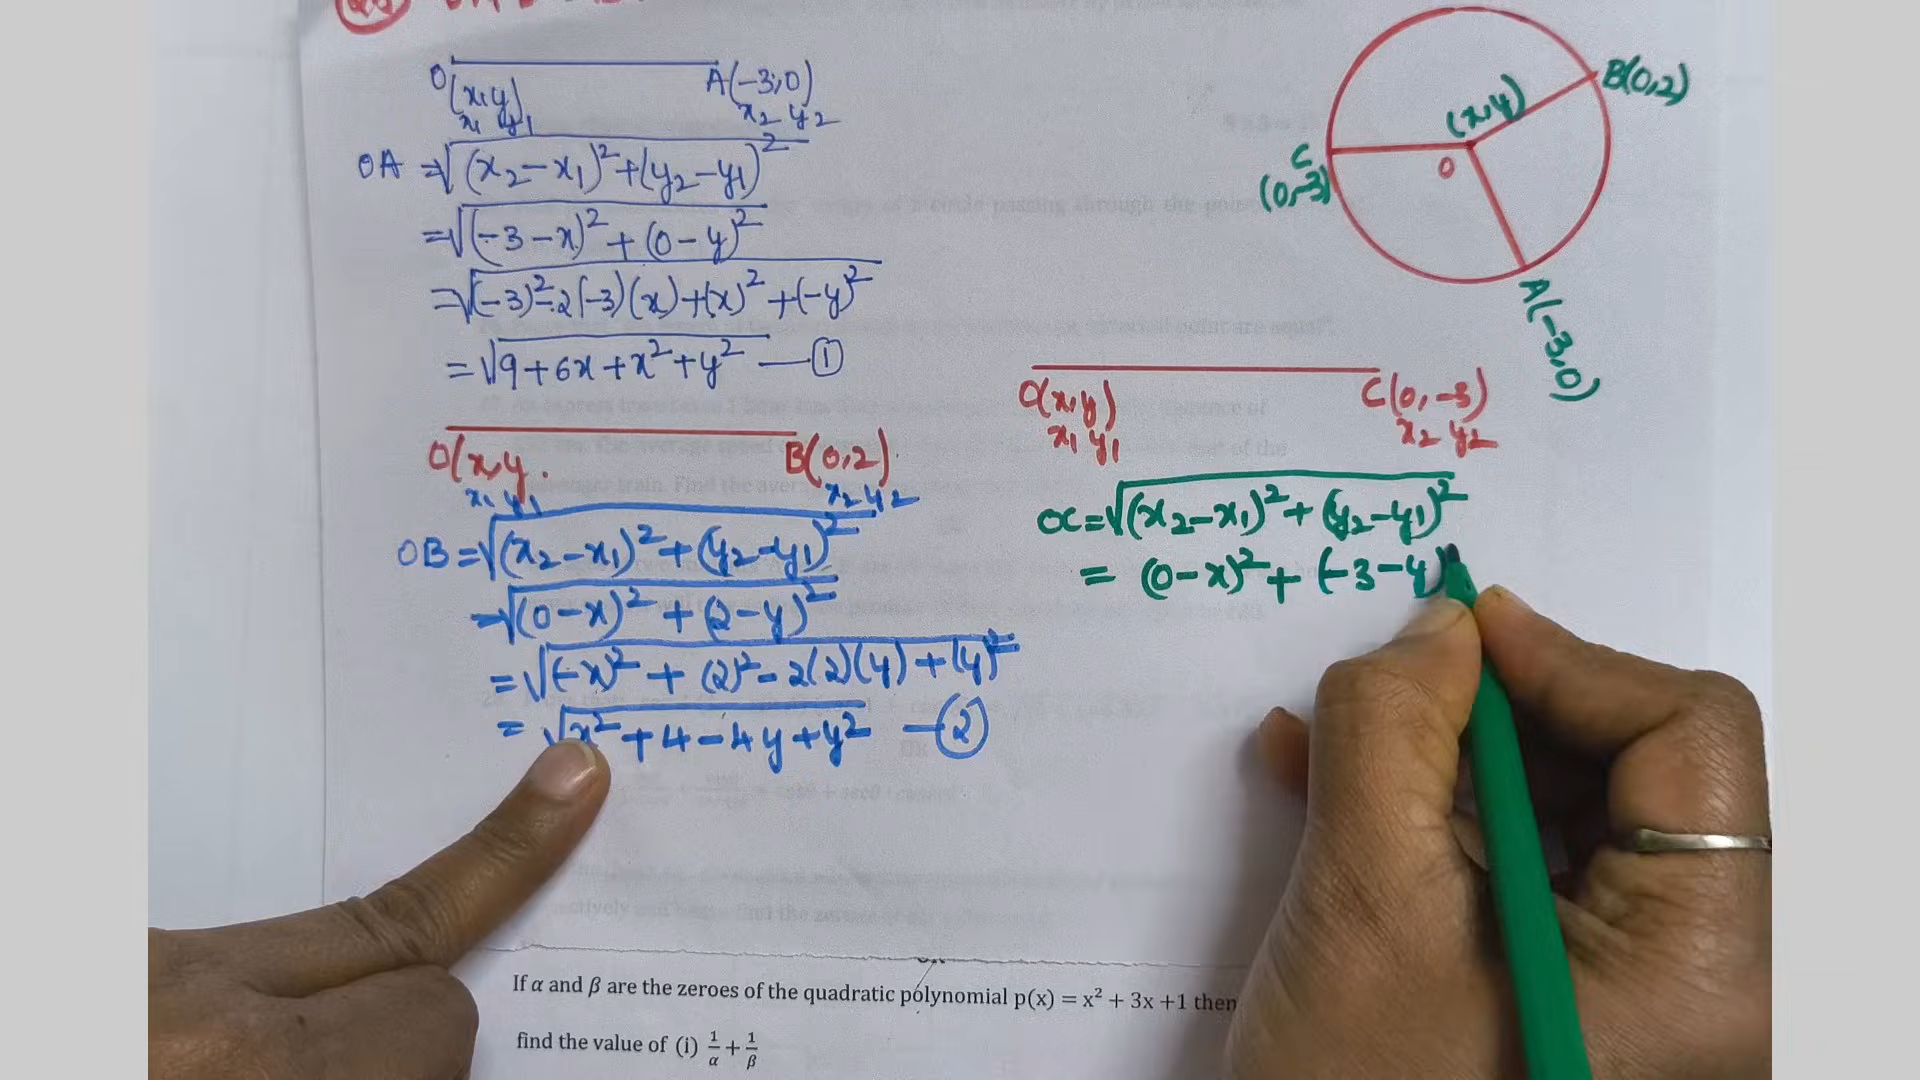 O(x,y) A(-3,0)
x₁ y₁ x₂ y₂
OA = √(x₂-x₁)²+(y₂-y₁)²
= √(-3-x)²+(0-y)²
= √(-3)²-2(-3)(x)+(x)²+(-y)²
= √9+6x+x²+y² — ①
O(x,y B(0,2)
x₁ y₁ x₂ y₂
OB = √(x₂-x₁)²+(y₂-y₁)²
= √(0-x)²+(2-y)²
= √(-x)²+(2)²-2(2)(y)+(y)²
= √x²+4-4y+y² — ②
B(0,2)
(x,y)
C
O
(0,-3)
A(-3,0)
O(x,y) C(0,-3)
x₁ y₁ x₂ y₂
OC = √(x₂-x₁)²+(y₂-y₁)²
= (0-x)²+(-3-y)
If α and β are the zeroes of the quadratic polynomial p(x) = x² + 3x +1 then
find the value of (i) 1/α + 1/β